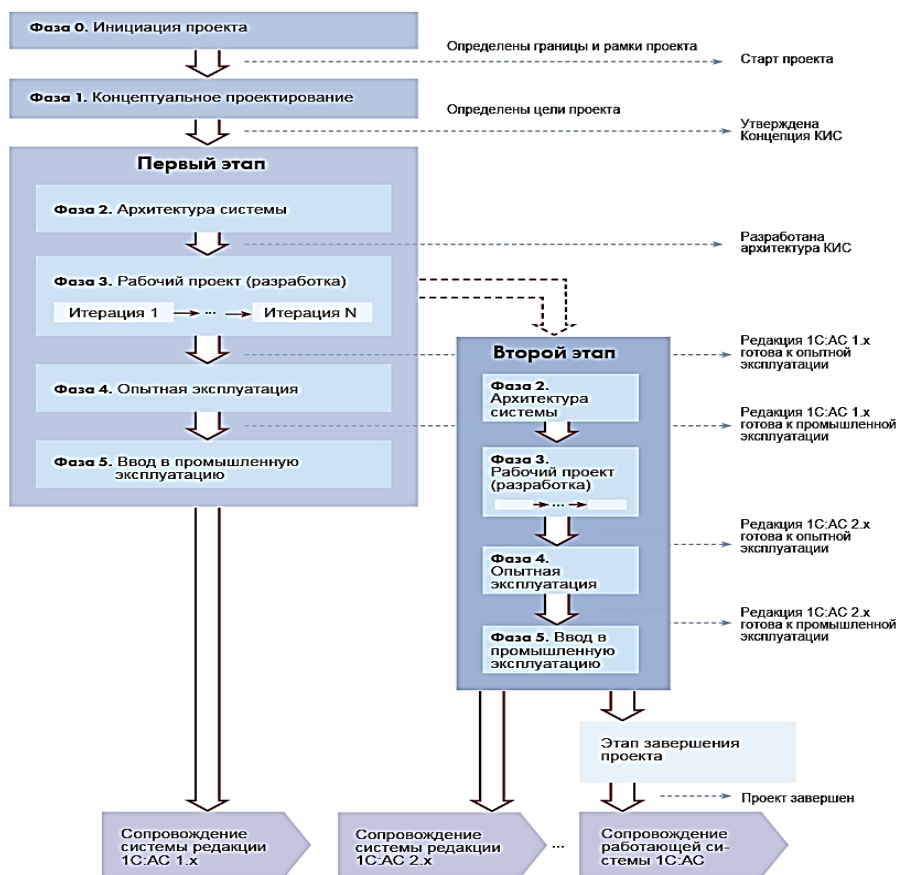 Фаза 0. Инициация проекта
Определены границы и рамки проекта
Старт проекта
Фаза 1. Концептуальное проектирование
Определены цели проекта
Утверждена
Концепция КИС
Первый этап
Фаза 2. Архитектура системы
Разработана
архитектура КИС
Фаза 3. Рабочий проект (разработка)
Итерация 1 ... Итерация N
Редакция 1С:АС 1.x
готова к опытной
эксплуатации
Фаза 4. Опытная эксплуатация
Редакция 1С:АС 1.x
готова к промышленной
эксплуатации
Фаза 5. Ввод в промышленную
эксплуатацию
Второй этап
Фаза 2.
Архитектура
системы
Фаза 3.
Рабочий проект
(разработка)
...
Редакция 1С:АС 2.x
готова к опытной
эксплуатации
Фаза 4.
Опытная
эксплуатация
Редакция 1С:АС 2.x
готова к промышленной
эксплуатации
Фаза 5. Ввод в
промышленную
эксплуатацию
Этап завершения
проекта
Проект завершен
Сопровождение
системы редакции
1С:АС 1.x
Сопровождение
системы редакции
1С:АС 2.x
...
Сопровождение
работающей си-
стемы 1С:АС